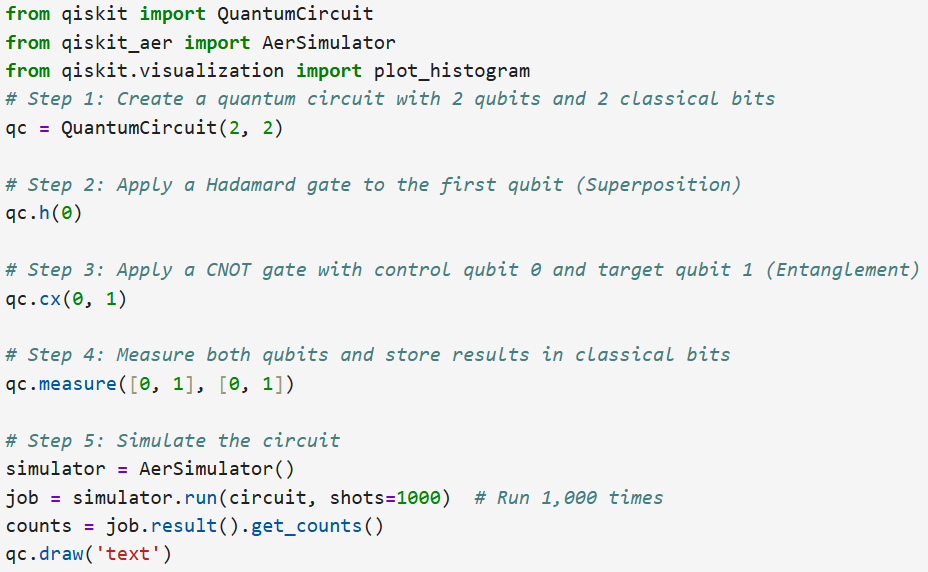 from qiskit import QuantumCircuit
from qiskit_aer import AerSimulator
from qiskit.visualization import plot_histogram
# Step 1: Create a quantum circuit with 2 qubits and 2 classical bits
qc = QuantumCircuit(2, 2)
# Step 2: Apply a Hadamard gate to the first qubit (Superposition)
qc.h(0)
# Step 3: Apply a CNOT gate with control qubit 0 and target qubit 1 (Entanglement)
qc.cx(0, 1)
# Step 4: Measure both qubits and store results in classical bits
qc.measure([0, 1], [0, 1])
# Step 5: Simulate the circuit
simulator = AerSimulator()
job = simulator.run(circuit, shots=1000)  # Run 1,000 times
counts = job.result().get_counts()
qc.draw('text')